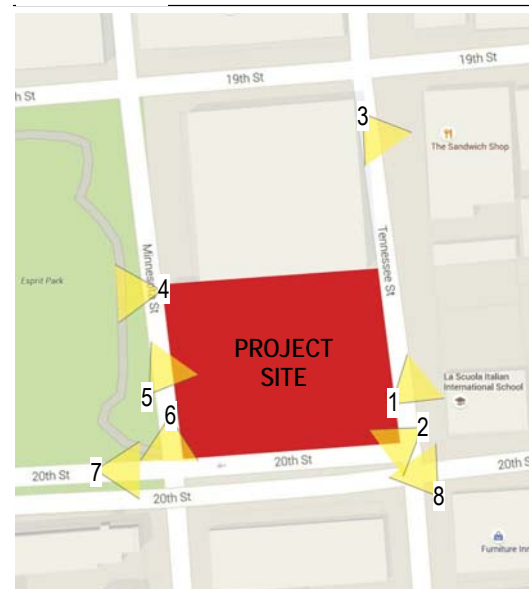 19th St
19th St
h St
3
The Sandwich Shop
Tennessee St
Minnesota St
Esprit Park
4
PROJECT
SITE
5
La Scuola Italian
International School
1
6
2
7
20th St
20th St
20th S
20th St
8
Furniture Inn